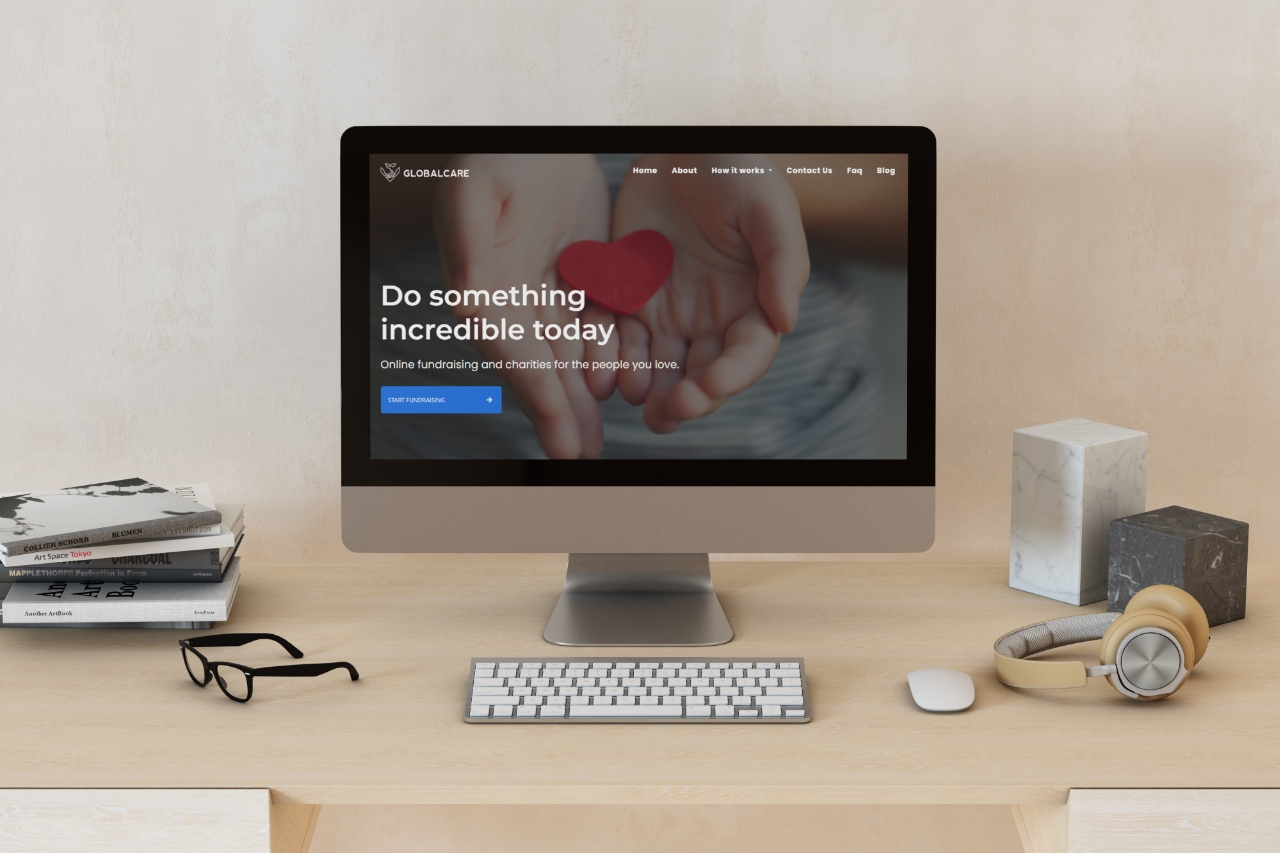 GLOBALCARE
Home About How it works Contact Us Faq Blog
Do something
incredible today
Online fundraising and charities for the people you love.
START FUNDRAISING
COLLIER SCHORR BLUMEN
Art Space Tokyo
CHARCOAL
MAPPLETHORPE Perfection in Form
Another ArtBook